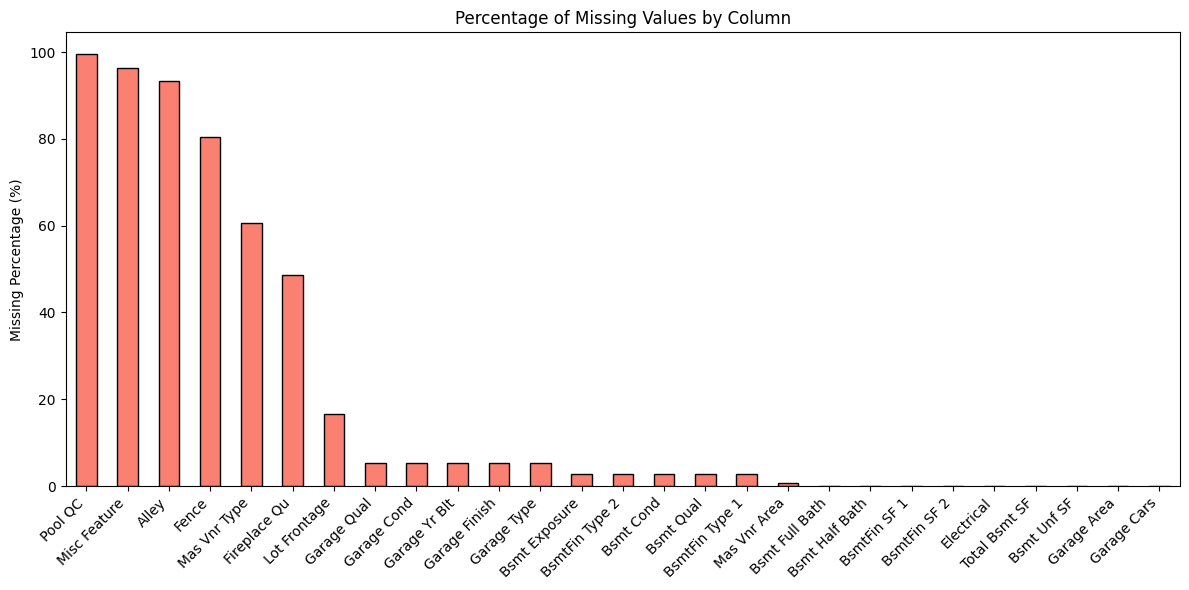 Percentage of Missing Values by Column
Missing Percentage (%)
100
80
60
40
20
0
Pool QC
Misc Feature
Alley
Fence
Mas Vnr Type
Fireplace Qu
Lot Frontage
Garage Qual
Garage Cond
Garage Yr Blt
Garage Finish
Garage Type
Bsmt Exposure
BsmtFin Type 2
Bsmt Cond
Bsmt Qual
BsmtFin Type 1
Mas Vnr Area
Bsmt Full Bath
Bsmt Half Bath
BsmtFin SF 1
BsmtFin SF 2
Electrical
Total Bsmt SF
Bsmt Unf SF
Garage Area
Garage Cars